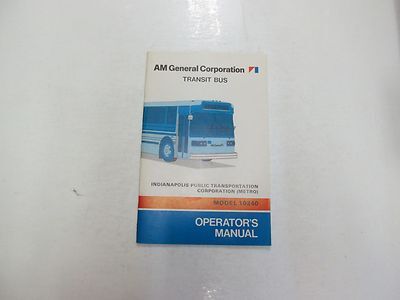 AM General Corporation
TRANSIT BUS
INDIANAPOLIS PUBLIC TRANSPORTATION
CORPORATION (METRO)
MODEL 10240
OPERATOR'S
MANUAL